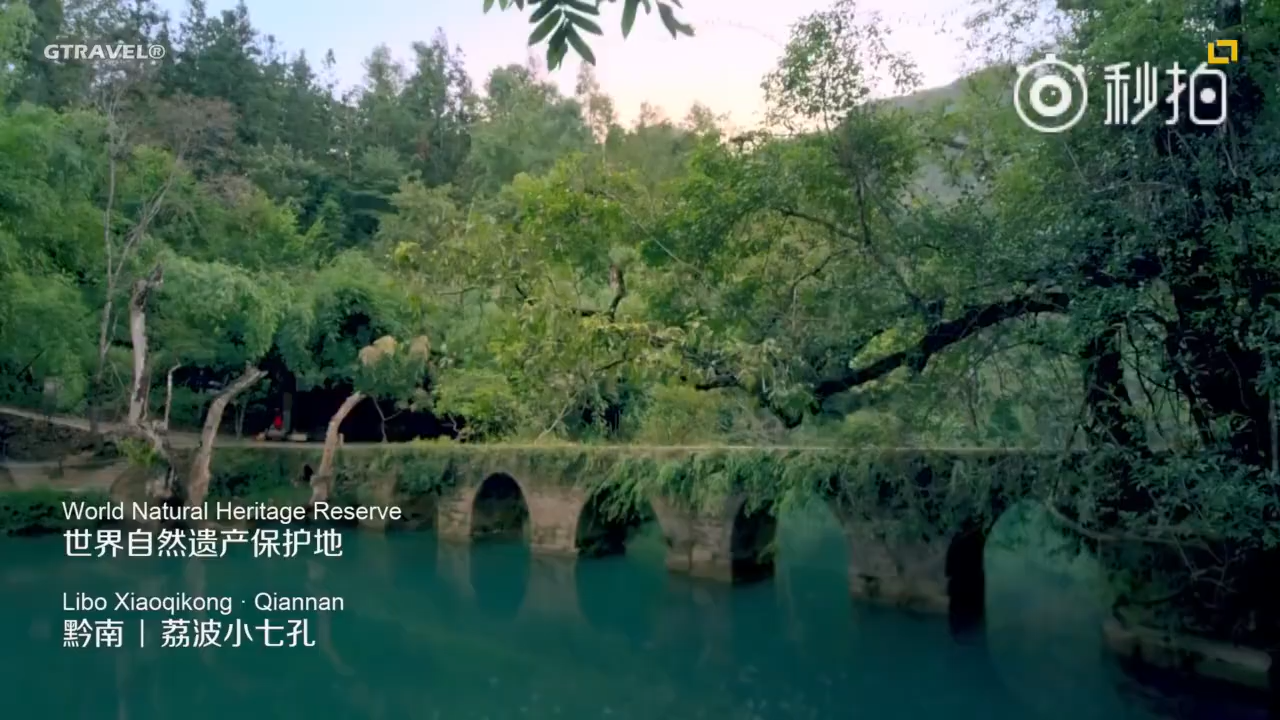 GTRAVEL®
秒拍
World Natural Heritage Reserve
世界自然遗产保护地
Libo Xiaoqikong · Qiannan
黔南 | 荔波小七孔